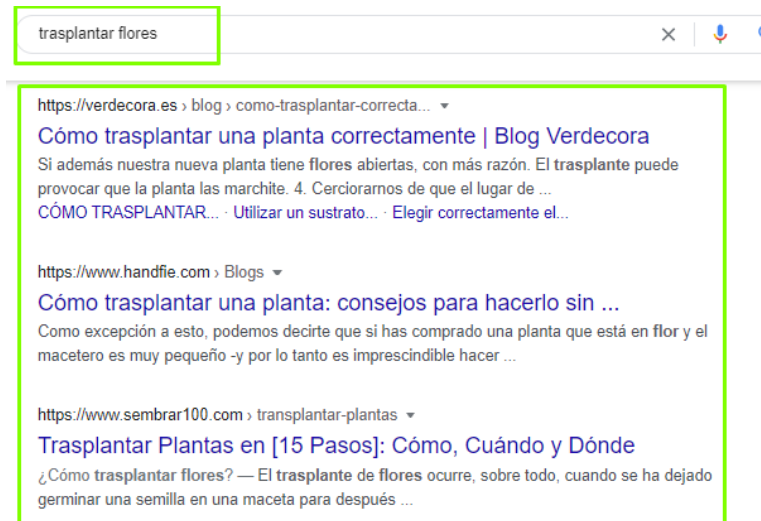 trasplantar flores
https://verdecora.es › blog › como-trasplantar-correcta...
Cómo trasplantar una planta correctamente | Blog Verdecora
Si además nuestra nueva planta tiene flores abiertas, con más razón. El trasplante puede
provocar que la planta las marchite. 4. Cerciorarnos de que el lugar de ...
CÓMO TRASPLANTAR... · Utilizar un sustrato... · Elegir correctamente el...
https://www.handfie.com › Blogs
Cómo trasplantar una planta: consejos para hacerlo sin ...
Como excepción a esto, podemos decirte que si has comprado una planta que está en flor y el
macetero es muy pequeño -y por lo tanto es imprescindible hacer ...
https://www.sembrar100.com › transplantar-plantas
Trasplantar Plantas en [15 Pasos]: Cómo, Cuándo y Dónde
¿Cómo trasplantar flores? — El trasplante de flores ocurre, sobre todo, cuando se ha dejado
germinar una semilla en una maceta para después ...